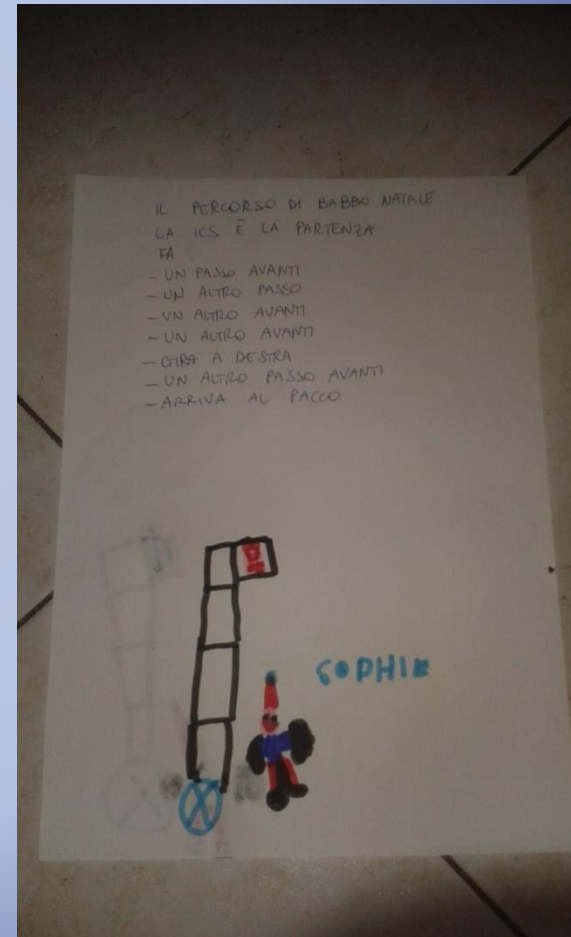 IL PERCORSO DI BABBO NATALE
LA ICS È LA PARTENZA
FA :
- UN PASSO AVANTI
- UN ALTRO PASSO
- UN ALTRO AVANTI
- UN ALTRO AVANTI
- GIRA A DESTRA
- UN ALTRO PASSO AVANTI
- ARRIVA AL PACCO
SOPHIE
X